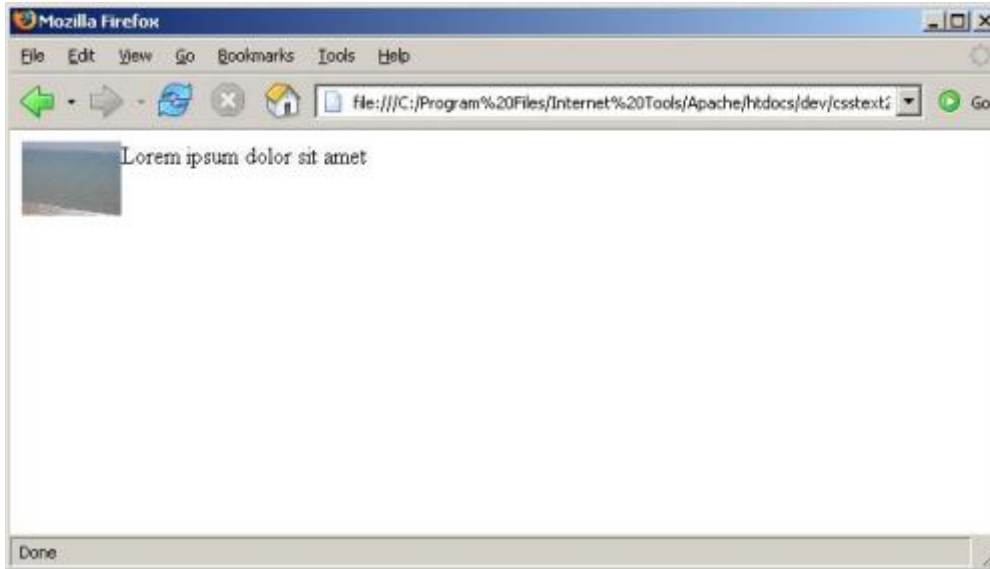 Mozilla Firefox
File Edit View Go Bookmarks Tools Help
file:///C:/Program%20Files/Internet%20Tools/Apache/htdocs/dev/csstext2 Go
Lorem ipsum dolor sit amet
Done